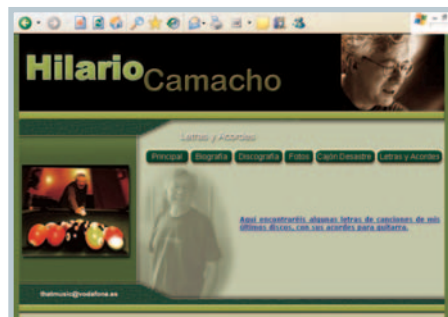 Hilario Camacho
Letras y Acordes
Principal Biografía Discografía Fotos Cajón Desastre Letras y Acordes
Aquí encontraréis algunas letras de canciones de mis
últimos discos, con sus acordes para guitarra.
thatmusic@vodafone.es